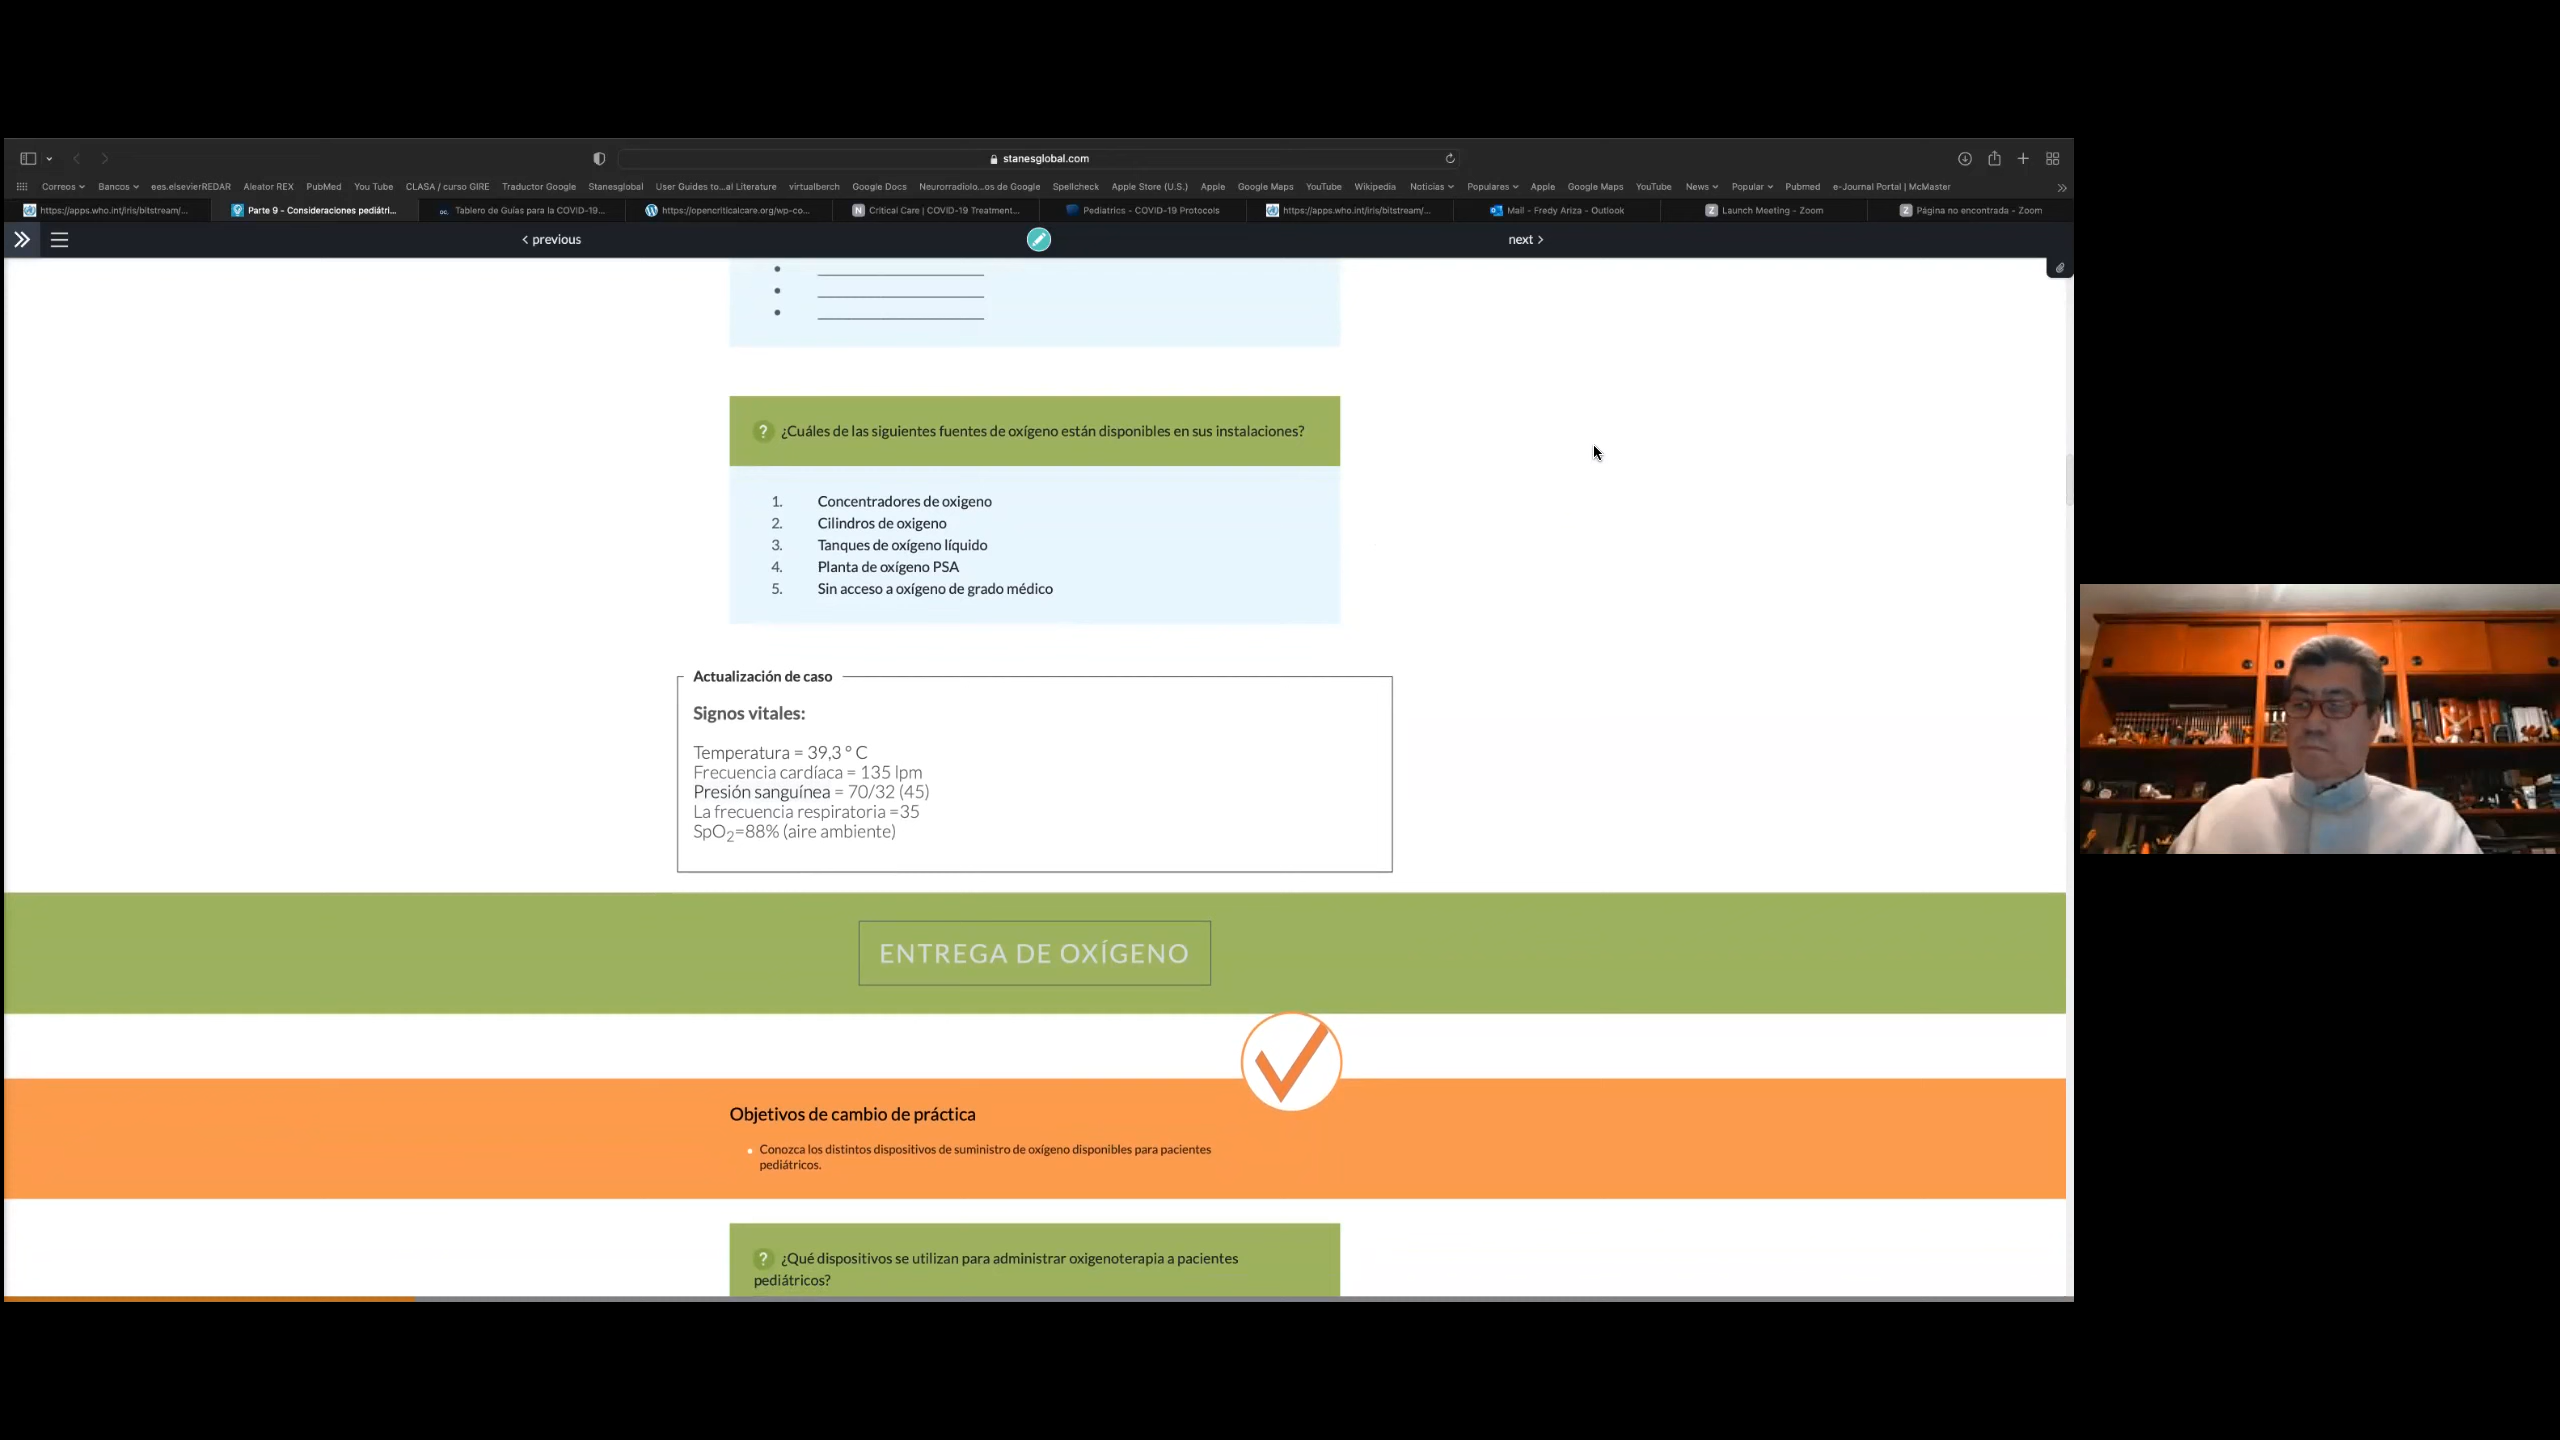 stanesglobal.com
Correos
Bancos
ees.elsevierREDAR
Aleator REX
PubMed
You Tube
CLASA / curso GIRE
Traductor Google
Stanesglobal
User Guides to...al Literature
virtualberch
Google Docs
Neurorradiolo...os de Google
Spellcheck
Apple Store (U.S.)
Apple
Google Maps
YouTube
Wikipedia
Noticias
Populares
Apple
Google Maps
YouTube
News
Popular
Pubmed
e-Journal Portal | McMaster
https://apps.who.int/iris/bitstream/...
Parte 9 - Consideraciones pediátri...
Tablero de Guías para la COVID-19...
https://opencriticalcare.org/wp-co...
Critical Care | COVID-19 Treatment...
Pediatrics - COVID-19 Protocols
https://apps.who.int/iris/bitstream/...
Mail - Fredy Ariza - Outlook
Launch Meeting - Zoom
Página no encontrada - Zoom
< previous
next >
? ¿Cuáles de las siguientes fuentes de oxígeno están disponibles en sus instalaciones?
1. Concentradores de oxigeno
2. Cilindros de oxigeno
3. Tanques de oxígeno líquido
4. Planta de oxígeno PSA
5. Sin acceso a oxígeno de grado médico
Actualización de caso
Signos vitales:
Temperatura = 39,3 ° C
Frecuencia cardíaca = 135 lpm
Presión sanguínea = 70/32 (45)
La frecuencia respiratoria =35
SpO2=88% (aire ambiente)
ENTREGA DE OXÍGENO
Objetivos de cambio de práctica
• Conozca los distintos dispositivos de suministro de oxígeno disponibles para pacientes
pediátricos.
? ¿Qué dispositivos se utilizan para administrar oxigenoterapia a pacientes
pediátricos?